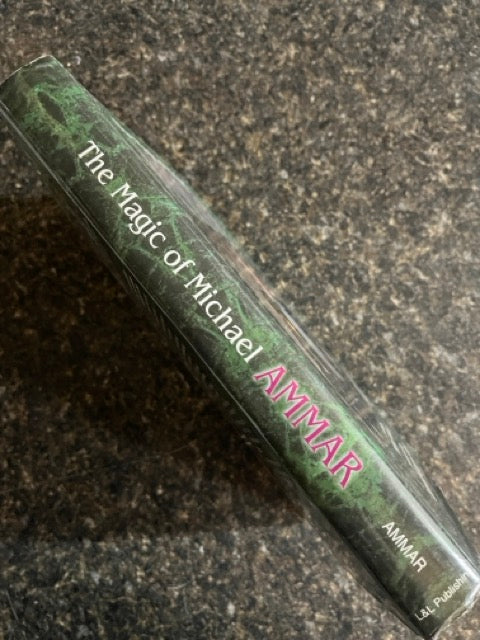 The Magic of Michael AMMAR
AMMAR
L&L Publishing